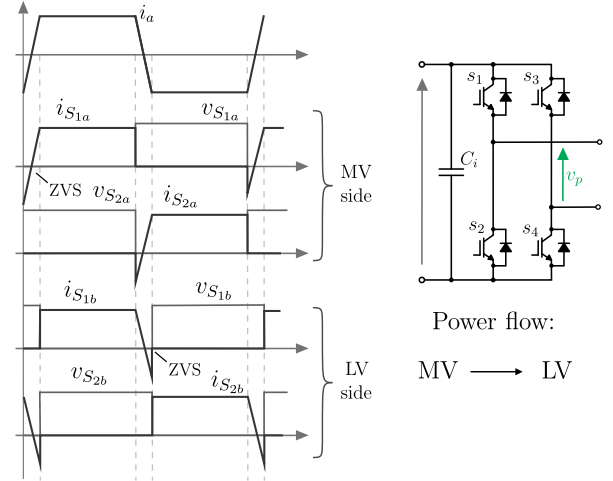 i_a
i_{S_{1a}} v_{S_{1a}}
ZVS
v_{S_{2a}} i_{S_{2a}}
MV
side
i_{S_{1b}} v_{S_{1b}}
ZVS
v_{S_{2b}} i_{S_{2b}}
LV
side
s_1 s_3
C_i
v_p
s_2 s_4
Power flow:
MV → LV